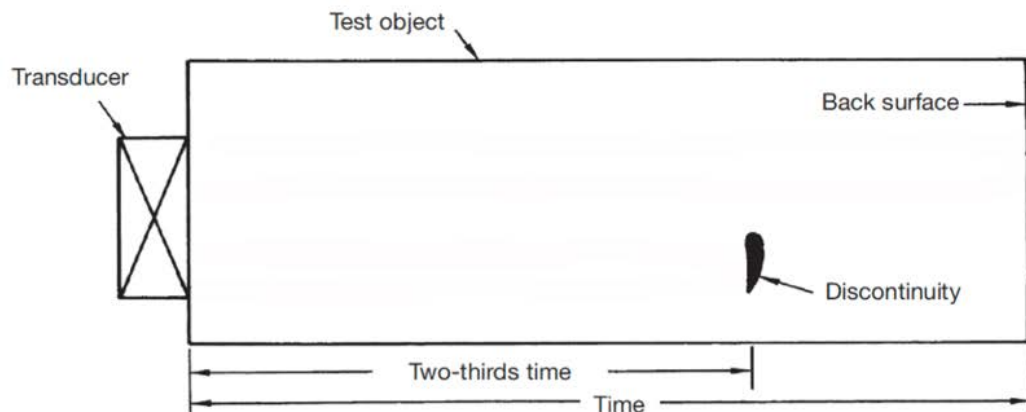 Test object
Transducer
Back surface
Discontinuity
Two-thirds time
Time